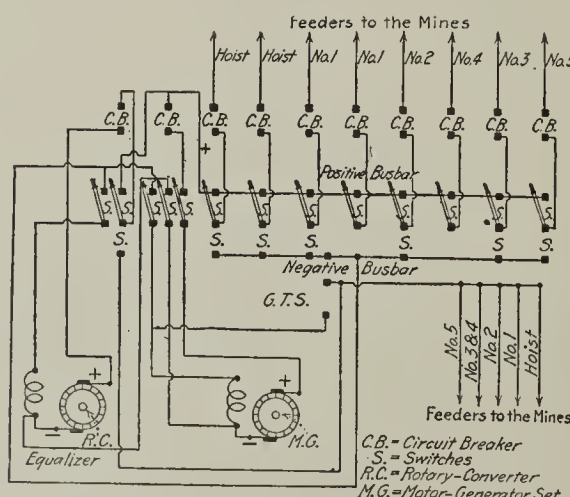 Feeders to the Mines
Hoist Hoist No.1 No.1 No.2 No.4 No.3 No.5
C.B. C.B. C.B. C.B. C.B. C.B. C.B. C.B. C.B. C.B.
+
Positive Busbar
S. S. S. S. S. S. S. S. S. S. S. S. S.
S. S. S. S. S. S. S. S. S.
Negative Busbar
G.T.S.
No.5 No.3&4 No.2 No.1 Hoist
+ +
Feeders to the Mines
R.C. M.G.
− −
Equalizer
C.B.=Circuit Breaker
S.=Switches
R.C.=Rotary-Converter
M.G.=Motor-Generator Set